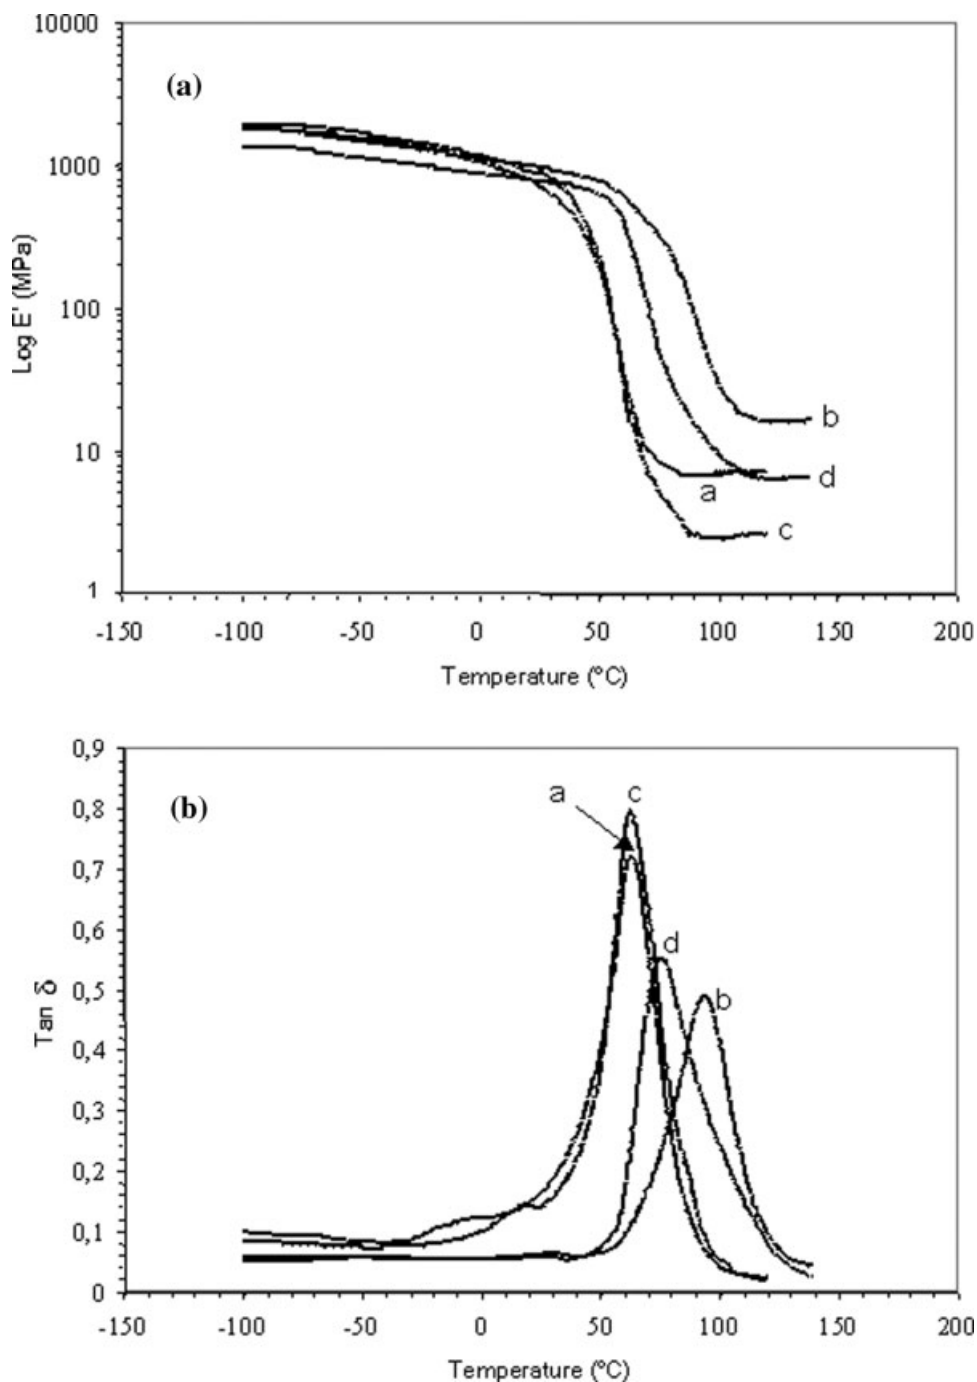 10000
(a)
1000
100
10
1
Log E' (MPa)
b
d
a
c
-150 -100 -50 0 50 100 150 200
Temperature (°C)
0,9
(b)
0,8
0,7
0,6
0,5
0,4
0,3
0,2
0,1
0
Tan δ
a c
d
b
-150 -100 -50 0 50 100 150 200
Temperature (°C)